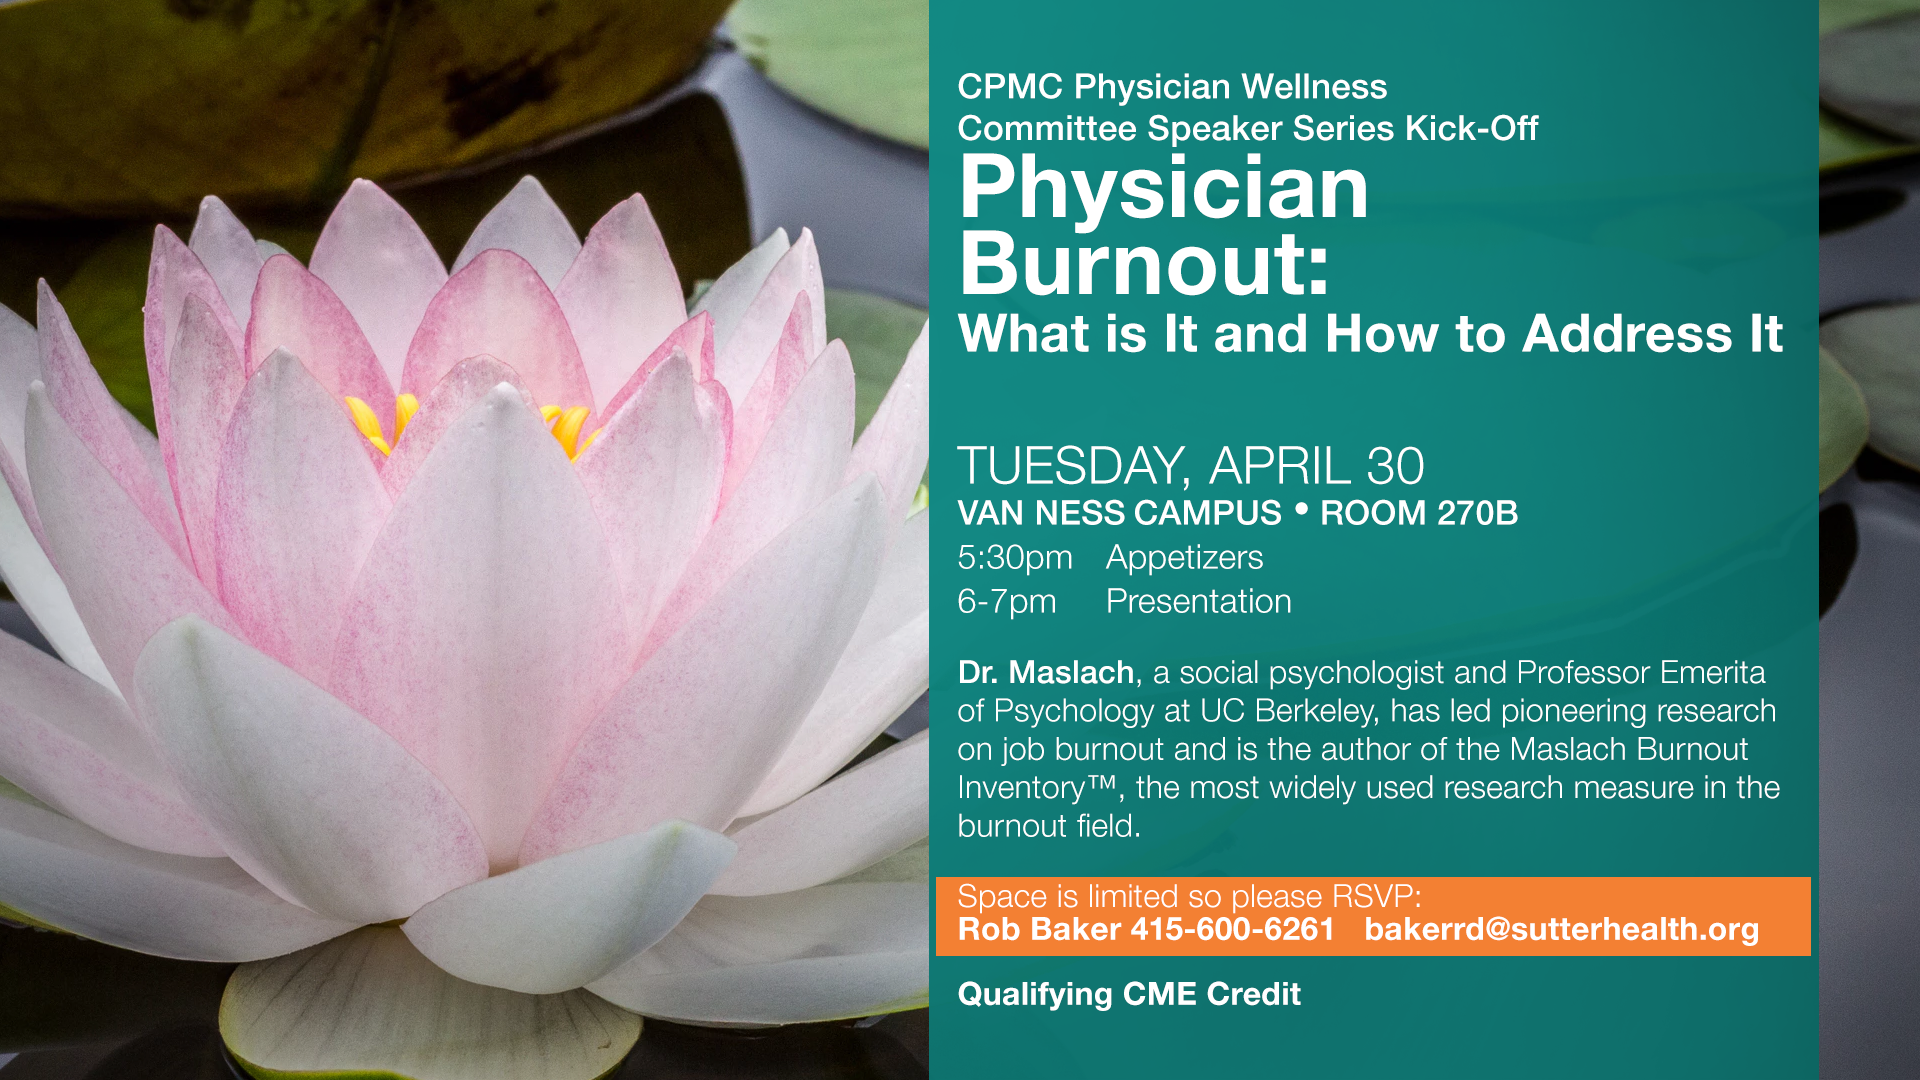 CPMC Physician Wellness
Committee Speaker Series Kick-Off
Physician
Burnout:
What is It and How to Address It
TUESDAY, APRIL 30
VAN NESS CAMPUS • ROOM 270B
5:30pm Appetizers
6-7pm Presentation
Dr. Maslach, a social psychologist and Professor Emerita
of Psychology at UC Berkeley, has led pioneering research
on job burnout and is the author of the Maslach Burnout
Inventory™, the most widely used research measure in the
burnout field.
Space is limited so please RSVP:
Rob Baker 415-600-6261 bakerrd@sutterhealth.org
Qualifying CME Credit